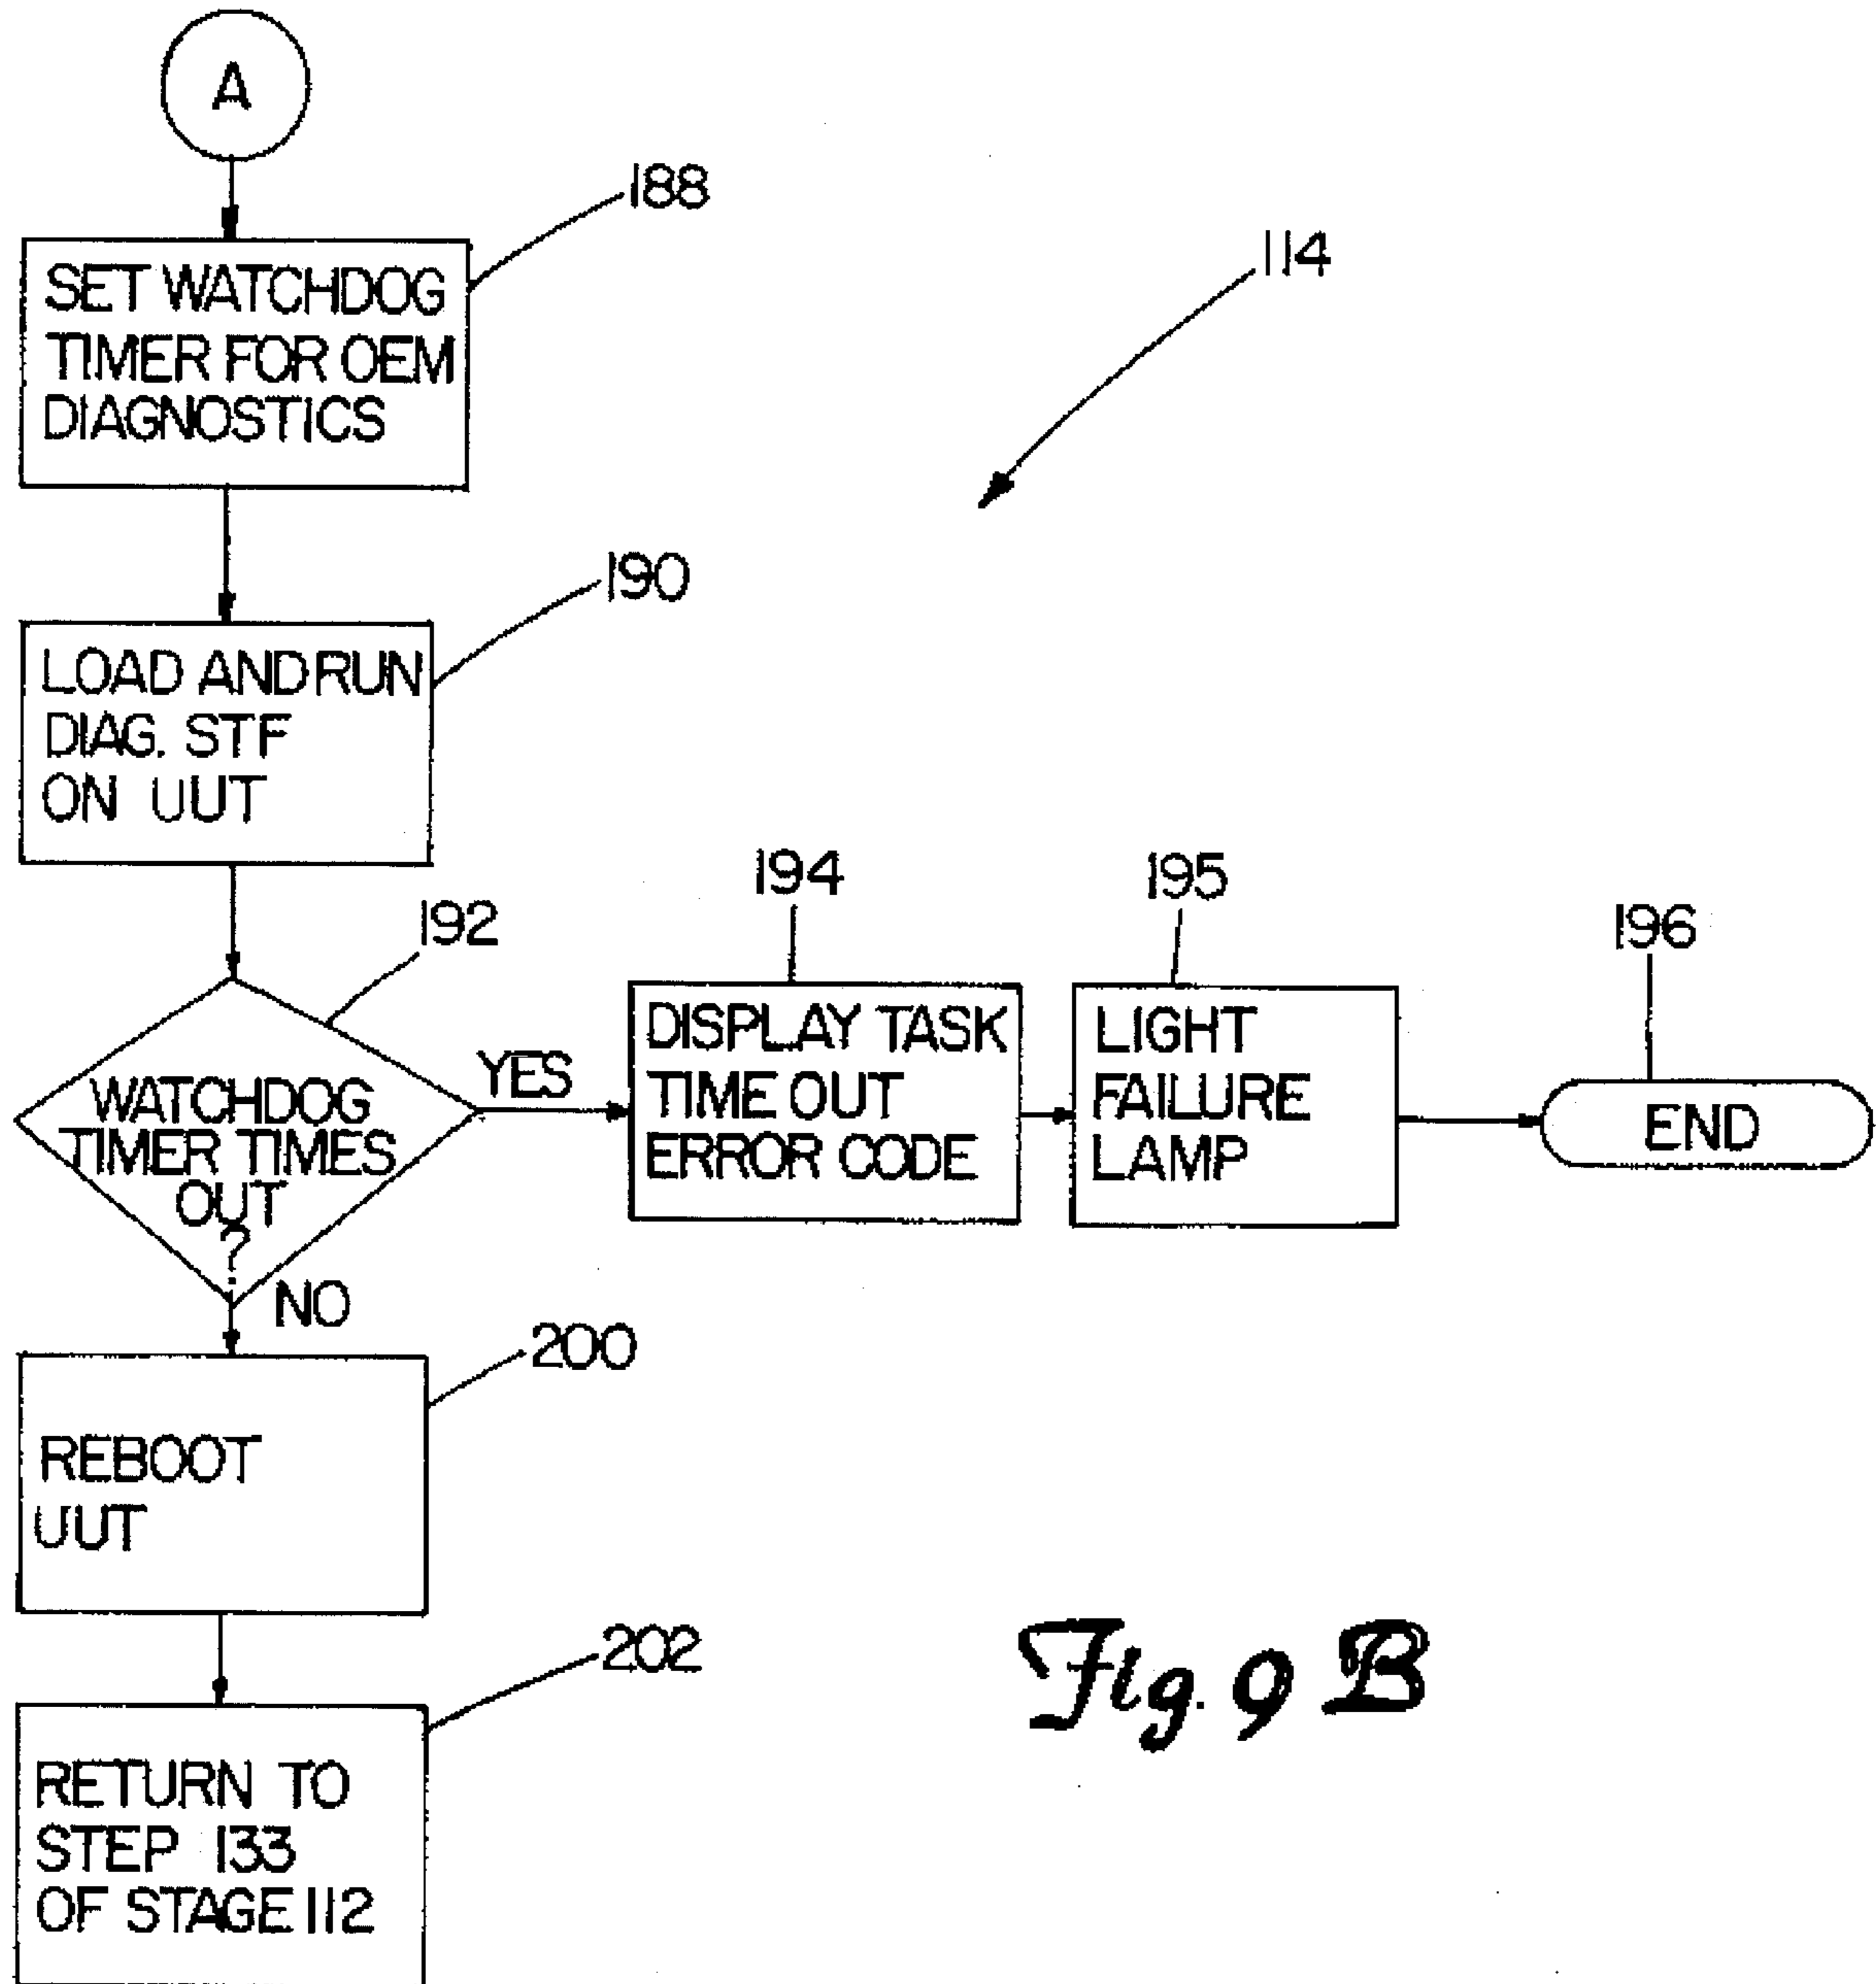 A
188
SET WATCHDOG
TIMER FOR OEM
DIAGNOSTICS
114
190
LOAD AND RUN
DIAG. STF
ON UUT
192
WATCHDOG
TIMER TIMES
OUT
?
YES
194
DISPLAY TASK
TIME OUT
ERROR CODE
195
LIGHT
FAILURE
LAMP
196
END
NO
200
REBOOT
UUT
202
RETURN TO
STEP 133
OF STAGE 112
Fig. 9B